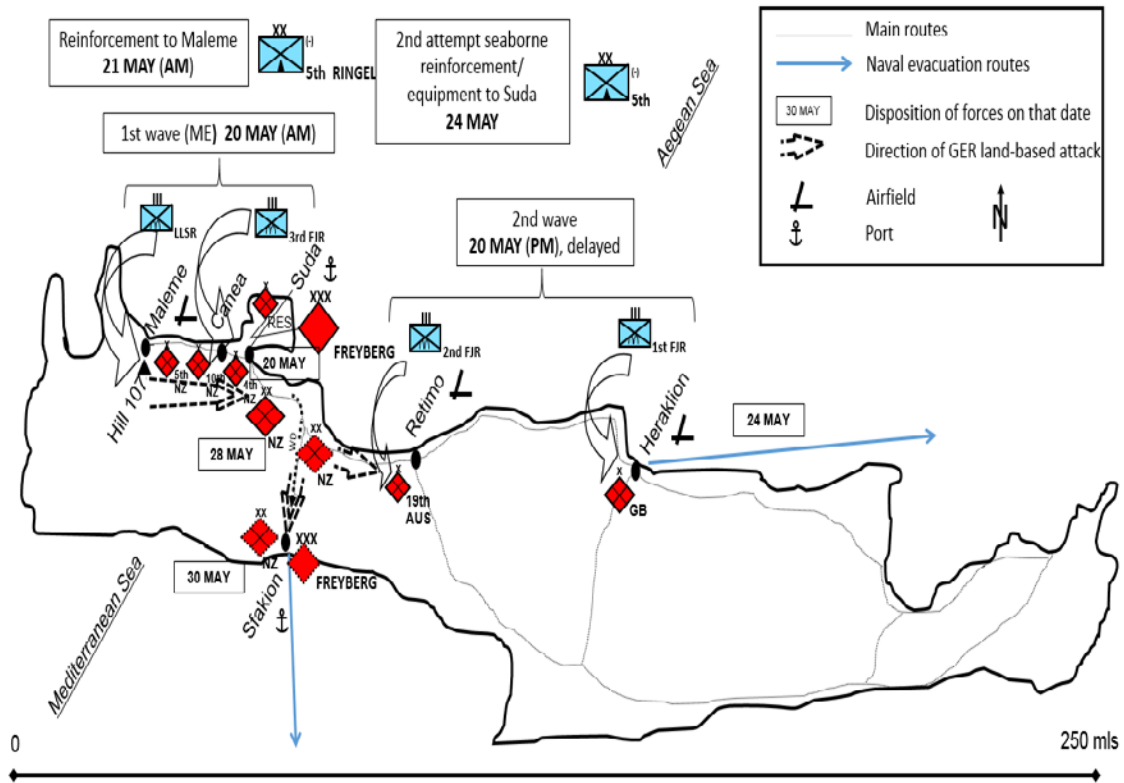 Reinforcement to Maleme
21 MAY (AM)
XX
(-)
5th RINGEL
2nd attempt seaborne
reinforcement/
equipment to Suda
24 MAY
XX
(-)
5th
Aegean Sea
Main routes
Naval evacuation routes
30 MAY
Disposition of forces on that date
Direction of GER land-based attack
Airfield
N
Port
1st wave (ME) 20 MAY (AM)
2nd wave
20 MAY (PM), delayed
III
LLSR
III
3rd FJR
III
2nd FJR
III
1st FJR
Maleme
Canea
Suda
x
RES
XXX
FREYBERG
20 MAY
x
5th
NZ
x
10th
NZ
x
4th
NZ
Hill 107
XX
NZ
28 MAY
XX
NZ
Retimo
x
19th
AUS
Heraklion
x
GB
24 MAY
XX
NZ
XXX
FREYBERG
30 MAY
Sfakion
Mediterranean Sea
0
250 mls